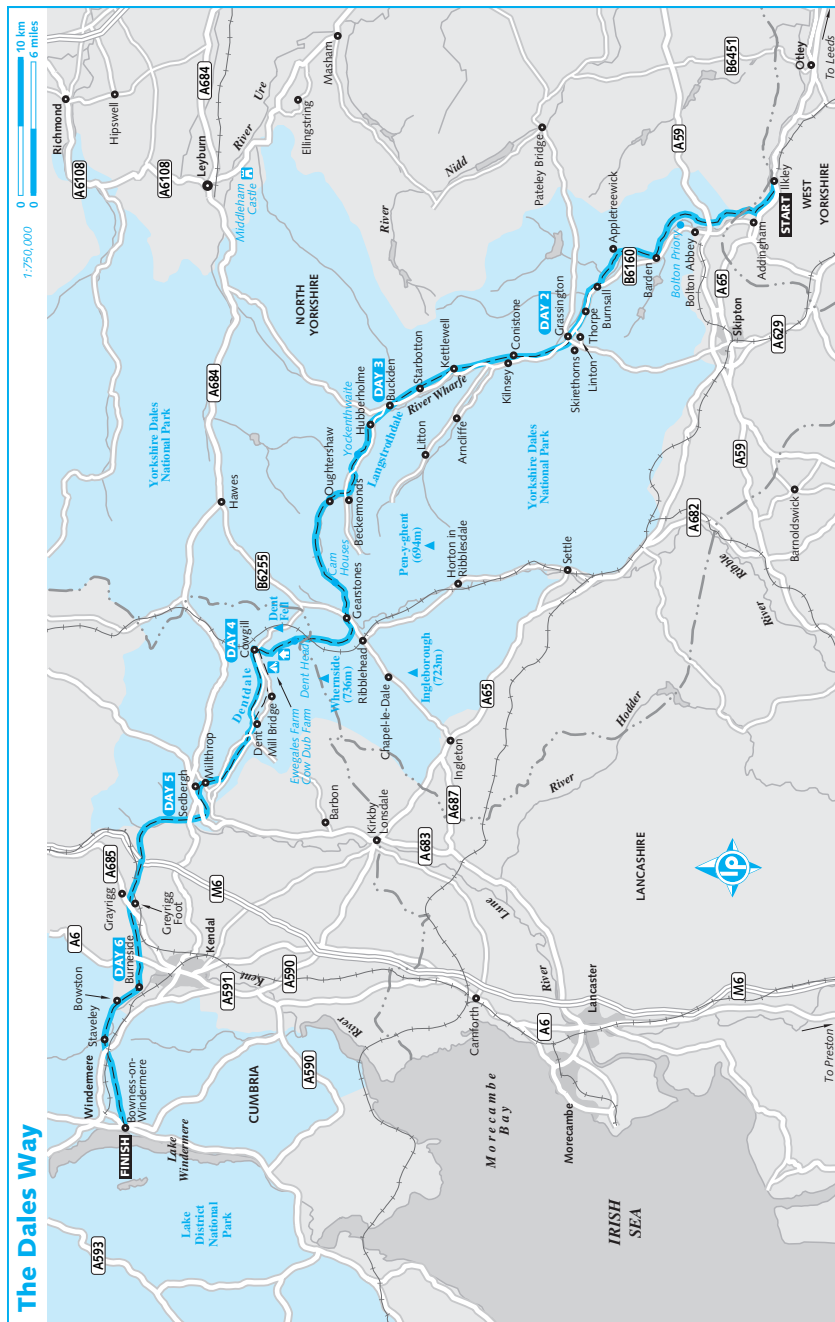 The Dales Way
1:750,000
0
10 km
0
6 miles
A593
Lake
District
National
Park
FINISH
Windermere
Bowness-on-
Windermere
Lake
Windermere
CUMBRIA
A590
Staveley
Bowston
A6
DAY 6
Burneside
Kendal
A591
Kent
A590
River
Grayrigg
A685
Greyrigg
Foot
M6
DAY 5
Sedbergh
Millthrop
Barbon
Kirkby
Lonsdale
A683
A687
Ingleton
Dentdale
Dent
Mill Bridge
Ewegales Farm
Cow Dub Farm
DAY 4
Cowgill
Dent
Fell
Dent Head
Whernside
(736m)
Ribblehead
Chapel-le-Dale
Ingleborough
(723m)
A65
B6255
Gearstones
Cam
Houses
Hawes
Yorkshire Dales
National Park
A684
Oughtershaw
Beckermonds
Yockenthwaite
Langstrothdale
Hubberholme
DAY 3
Buckden
Starbotton
Kettlewell
River Wharfe
Litton
Arncliffe
Pen-y-ghent
(694m)
Horton in
Ribblesdale
Settle
Kilnsey
Conistone
Yorkshire Dales
National Park
NORTH
YORKSHIRE
Middleham
Castle
Leyburn
A6108
A6108
Richmond
Hipswell
A684
River
Ure
Ellingstring
Masham
River
Nidd
Pateley Bridge
DAY 2
Grassington
Skirethorns
Linton
Thorpe
Burnsall
Appletreewick
B6160
Barden
Bolton Priory
Bolton Abbey
A59
B6451
A65
Skipton
Addingham
START
Ilkley
WEST
YORKSHIRE
Otley
To Leeds
A629
A59
A682
Barnoldswick
Ribble
River
Hodder
River
LANCASHIRE
lp
Lune
River
Carnforth
Lancaster
A6
M6
Morecambe
Morecambe
Bay
IRISH
SEA
To Preston